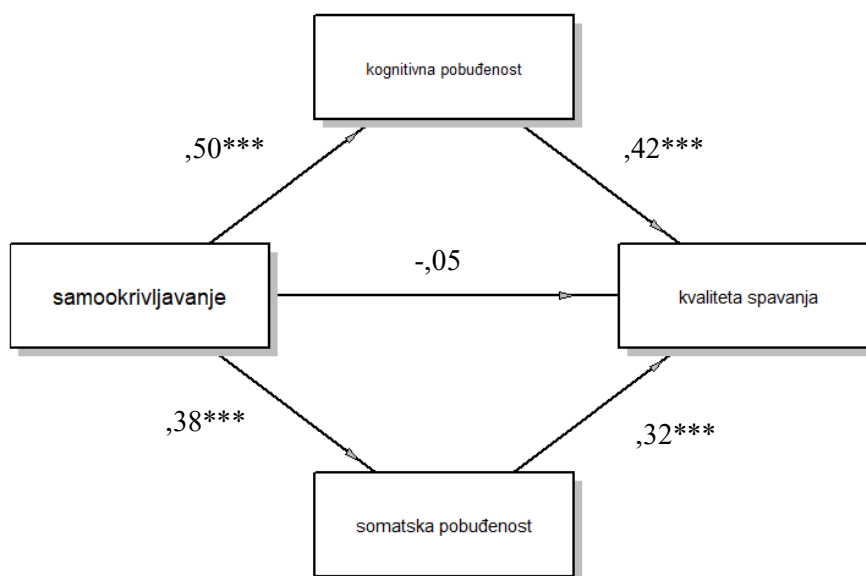 kognitivna pobuđenost
,50***
,42***
-,05
samookrivljavanje
kvaliteta spavanja
,38***
,32***
somatska pobuđenost